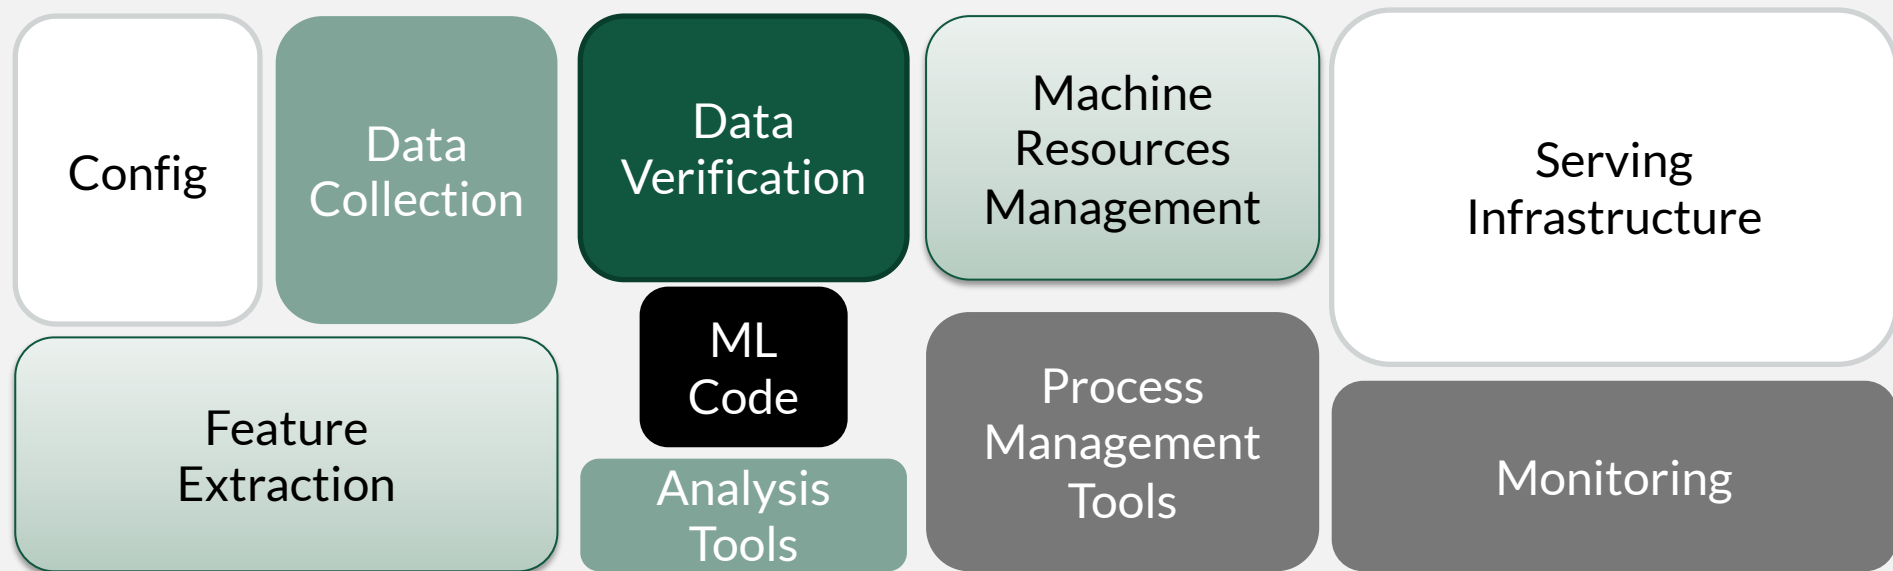 Config
Data
Collection
Data
Verification
Machine
Resources
Management
Serving
Infrastructure
ML
Code
Feature
Extraction
Analysis
Tools
Process
Management
Tools
Monitoring